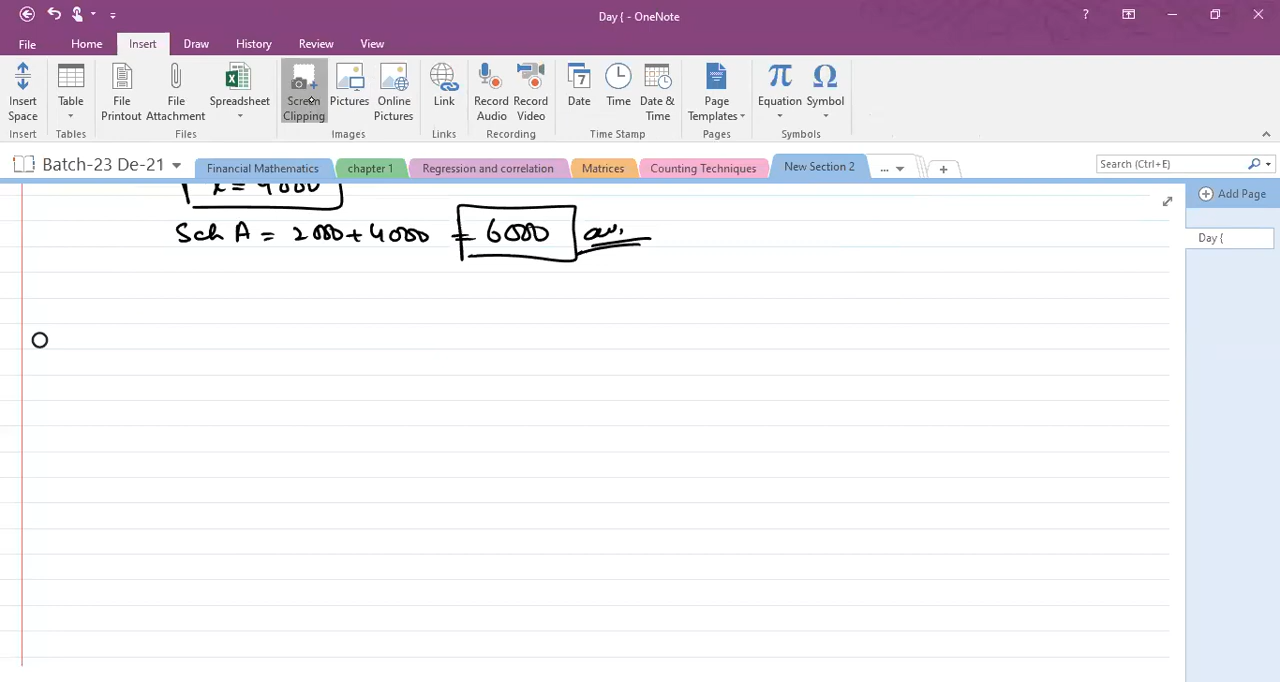 Day { - OneNote
?
File
Home
Insert
Draw
History
Review
View
Insert Space
Table
File Printout
File Attachment
Spreadsheet
Screen Clipping
Pictures
Online Pictures
Link
Record Audio
Record Video
Date
Time
Date & Time
Page Templates
Equation
Symbol
Insert
Tables
Files
Images
Links
Recording
Time Stamp
Pages
Symbols
Batch-23 De-21
Financial Mathematics
chapter 1
Regression and correlation
Matrices
Counting Techniques
New Section 2
...
Search (Ctrl+E)
Add Page
Day {
x = 4000
Sch A = 2000 + 4000 = 6000